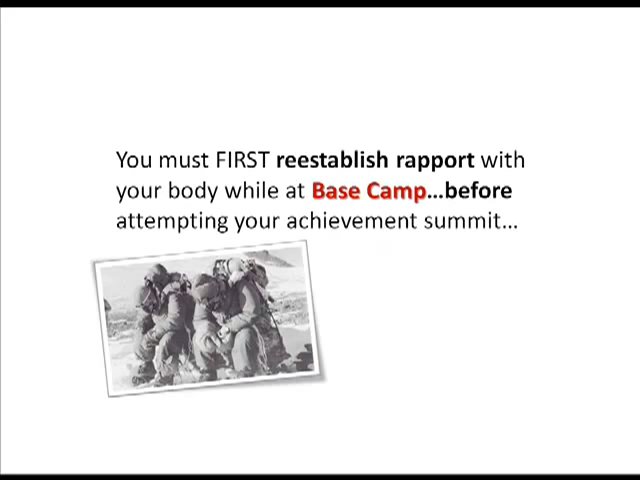 You must FIRST reestablish rapport with
your body while at Base Camp…before
attempting your achievement summit…